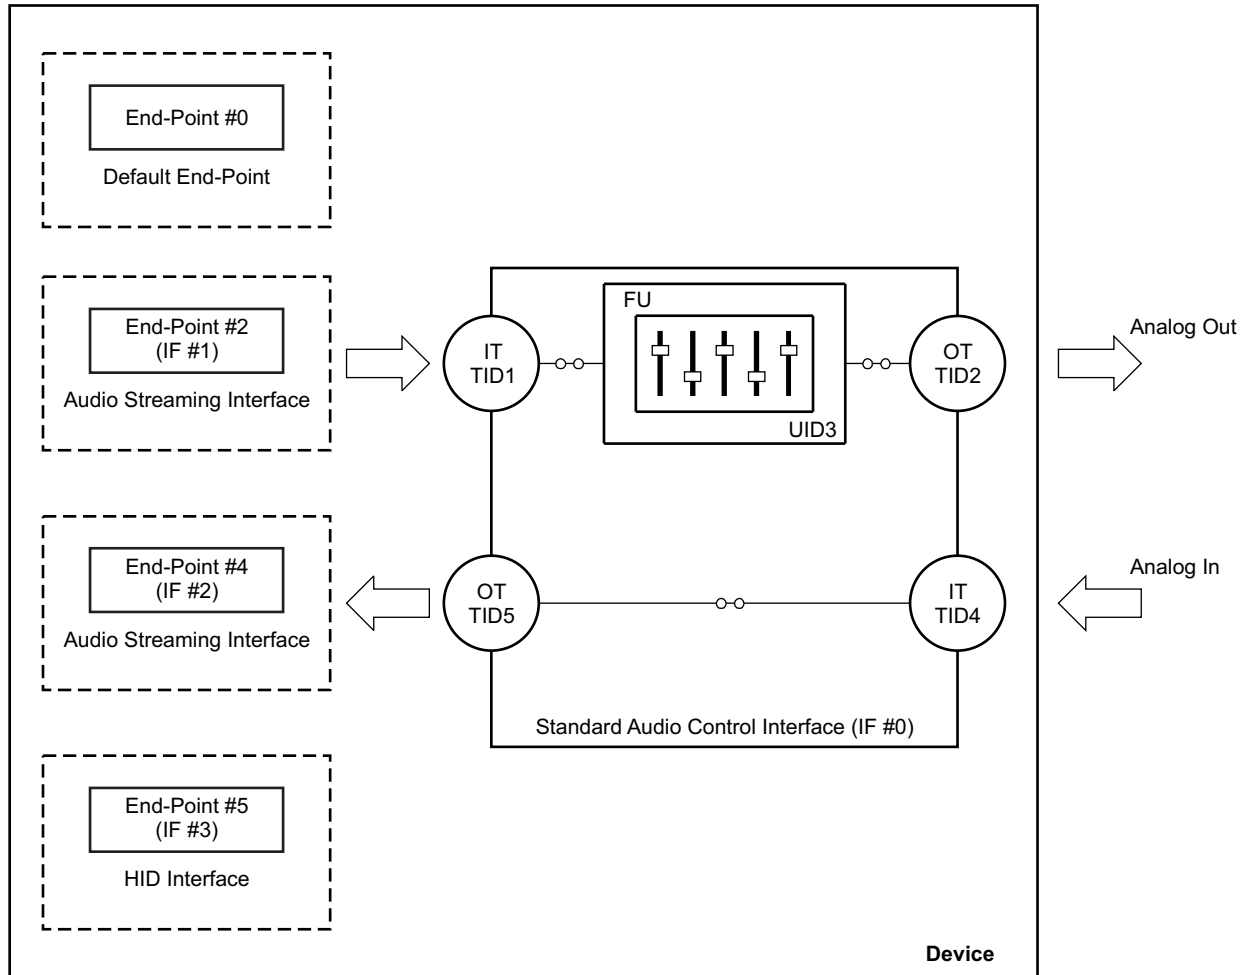 End-Point #0
Default End-Point
End-Point #2
(IF #1)
Audio Streaming Interface
IT
TID1
FU
UID3
OT
TID2
Analog Out
End-Point #4
(IF #2)
Audio Streaming Interface
OT
TID5
IT
TID4
Analog In
Standard Audio Control Interface (IF #0)
End-Point #5
(IF #3)
HID Interface
Device